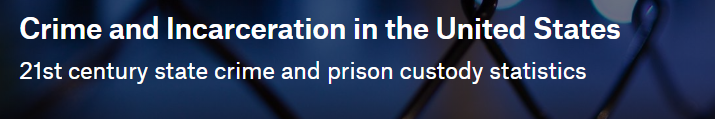 Crime and Incarceration in the United States
21st century state crime and prison custody statistics